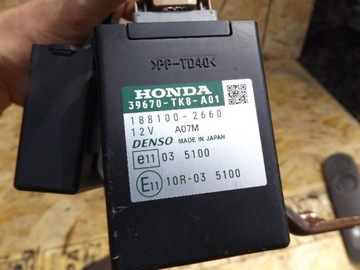 >PP-TD40<
HONDA
39670-TK8-A01
188100-2660
12V A07M
DENSO MADE IN JAPAN
e11 03 5100
E11 10R-03 5100